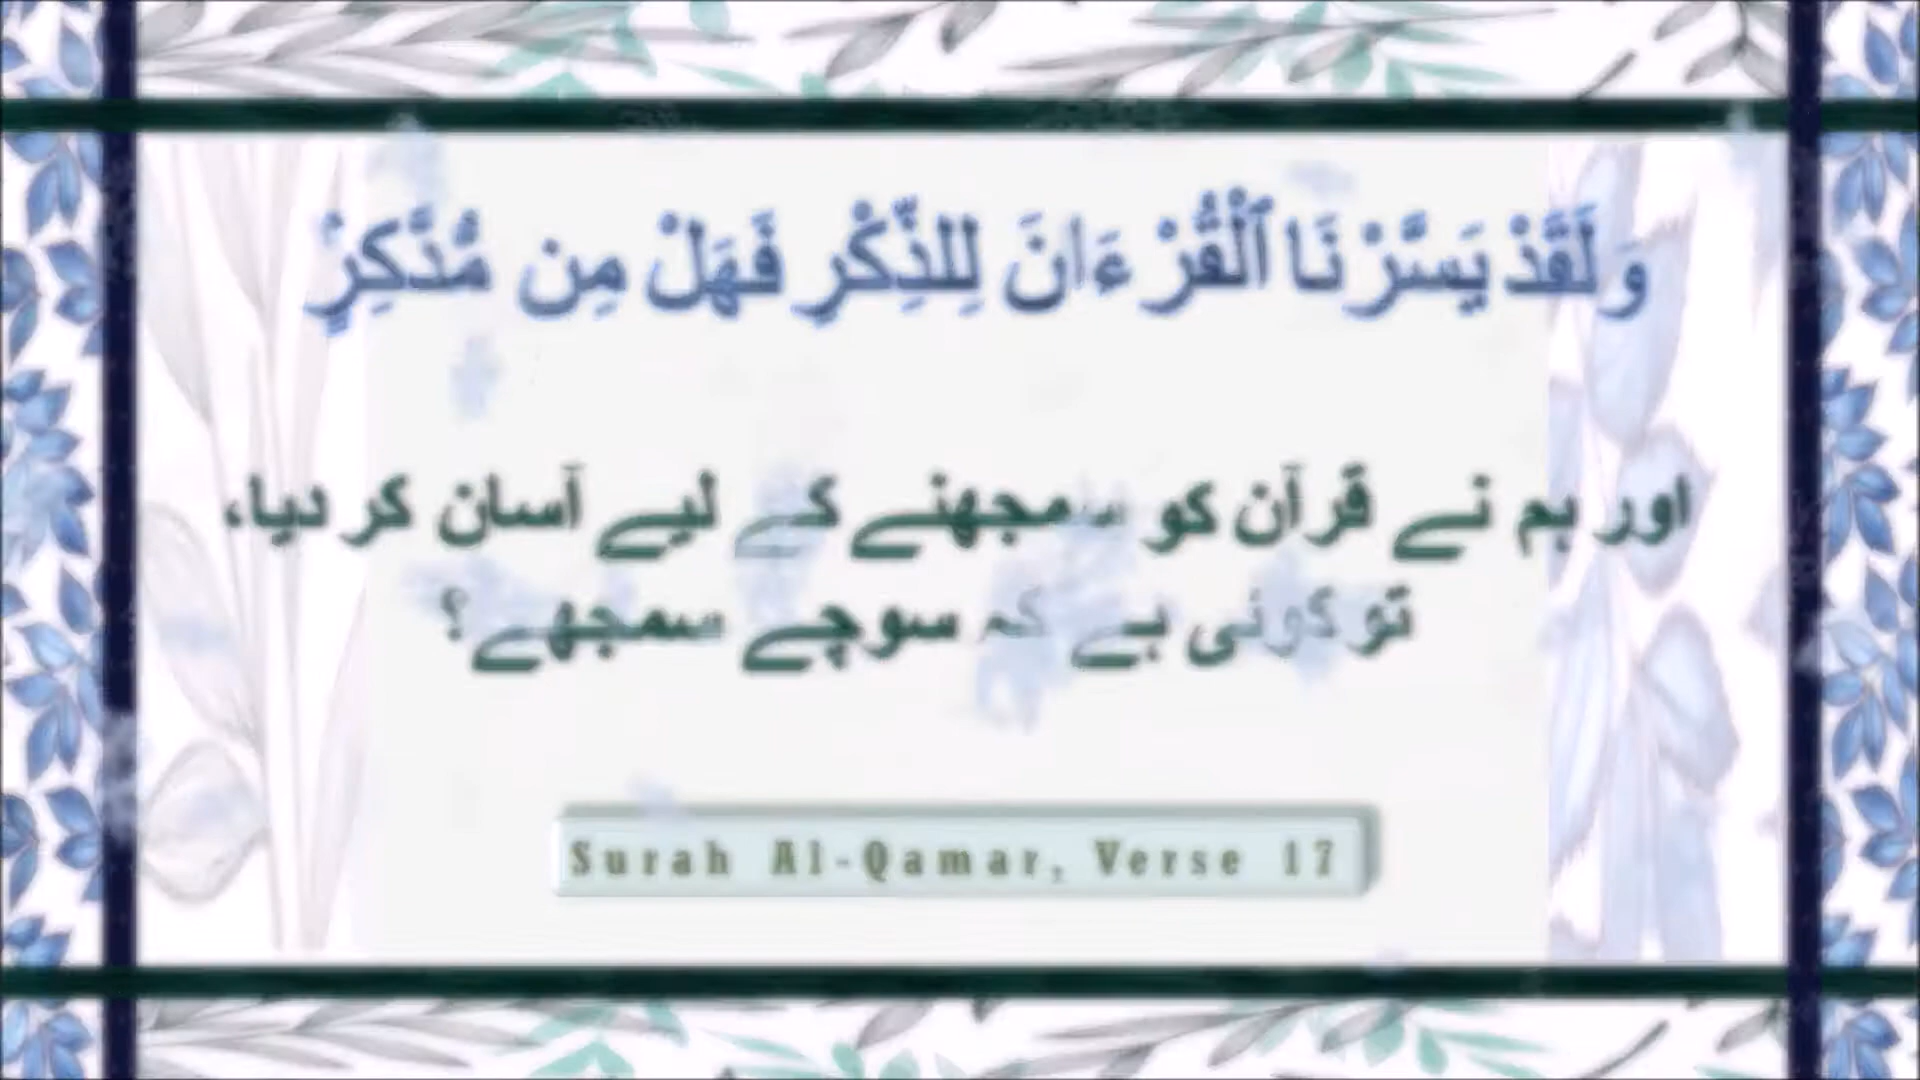 وَلَقَدْ يَسَّرْنَا ٱلْقُرْءَانَ لِلذِّكْرِ فَهَلْ مِن مُّدَّكِرٍ
اور ہم نے قرآن کو سمجھنے کے لیے آسان کر دیا،
تو کوئی ہے کہ سوچے سمجھے؟
Surah Al-Qamar, Verse 17